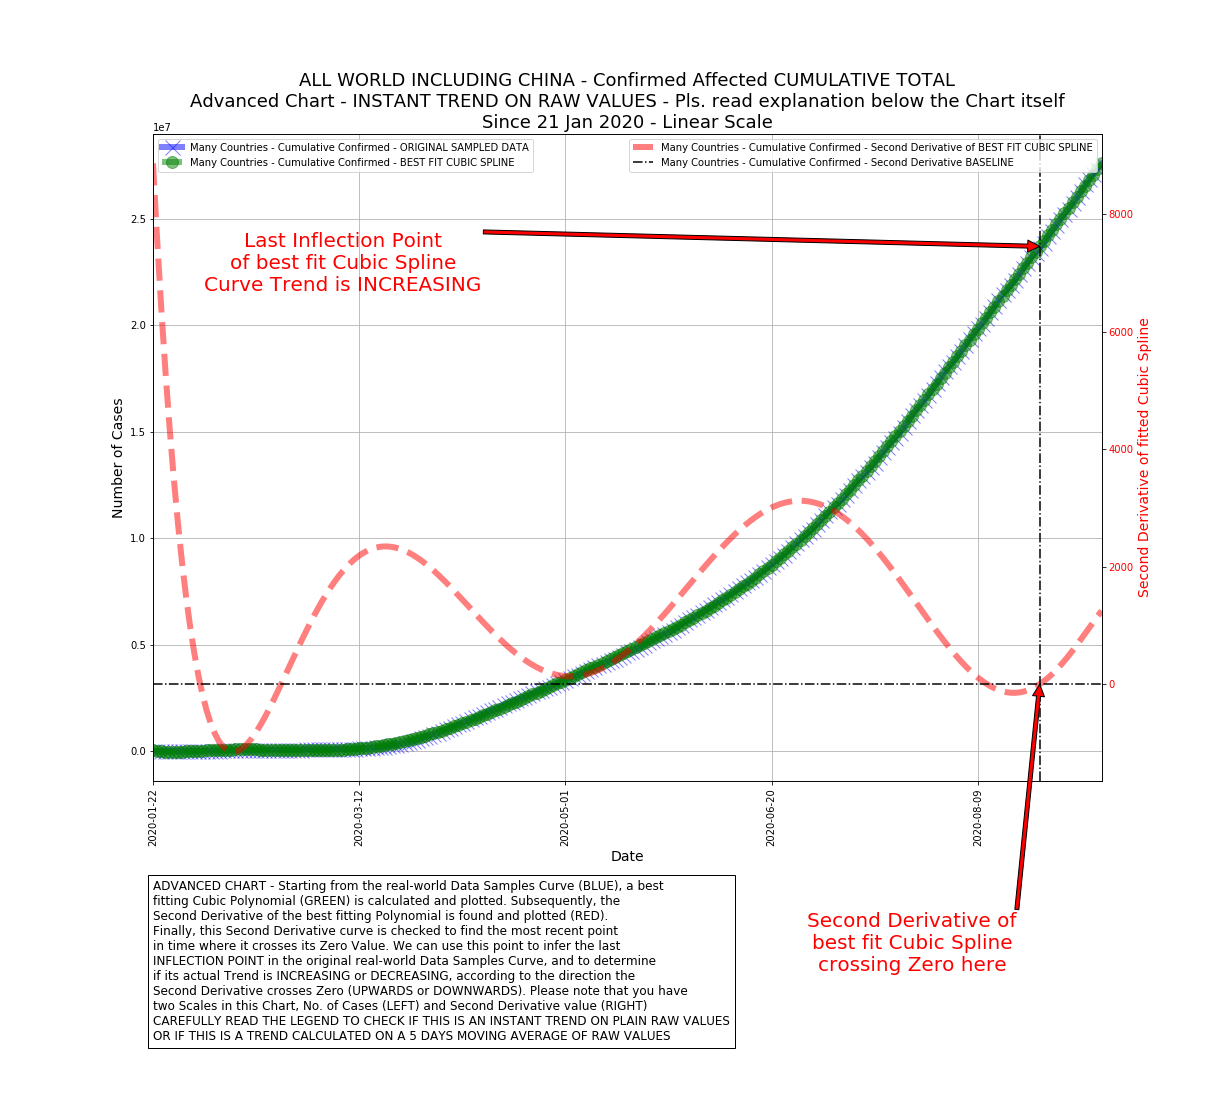 ALL WORLD INCLUDING CHINA - Confirmed Affected CUMULATIVE TOTAL
Advanced Chart - INSTANT TREND ON RAW VALUES - Pls. read explanation below the Chart itself
Since 21 Jan 2020 - Linear Scale
1e7
Many Countries - Cumulative Confirmed - ORIGINAL SAMPLED DATA
Many Countries - Cumulative Confirmed - BEST FIT CUBIC SPLINE
Many Countries - Cumulative Confirmed - Second Derivative of BEST FIT CUBIC SPLINE
Many Countries - Cumulative Confirmed - Second Derivative BASELINE
Last Inflection Point
of best fit Cubic Spline
Curve Trend is INCREASING
Number of Cases
2.5
2.0
1.5
1.0
0.5
0.0
8000
6000
4000
2000
0
Second Derivative of fitted Cubic Spline
2020-01-22
2020-03-12
2020-05-01
2020-06-20
2020-08-09
Date
ADVANCED CHART - Starting from the real-world Data Samples Curve (BLUE), a best
fitting Cubic Polynomial (GREEN) is calculated and plotted. Subsequently, the
Second Derivative of the best fitting Polynomial is found and plotted (RED).
Finally, this Second Derivative curve is checked to find the most recent point
in time where it crosses its Zero Value. We can use this point to infer the last
INFLECTION POINT in the original real-world Data Samples Curve, and to determine
if its actual Trend is INCREASING or DECREASING, according to the direction the
Second Derivative crosses Zero (UPWARDS or DOWNWARDS). Please note that you have
two Scales in this Chart, No. of Cases (LEFT) and Second Derivative value (RIGHT)
CAREFULLY READ THE LEGEND TO CHECK IF THIS IS AN INSTANT TREND ON PLAIN RAW VALUES
OR IF THIS IS A TREND CALCULATED ON A 5 DAYS MOVING AVERAGE OF RAW VALUES
Second Derivative of
best fit Cubic Spline
crossing Zero here